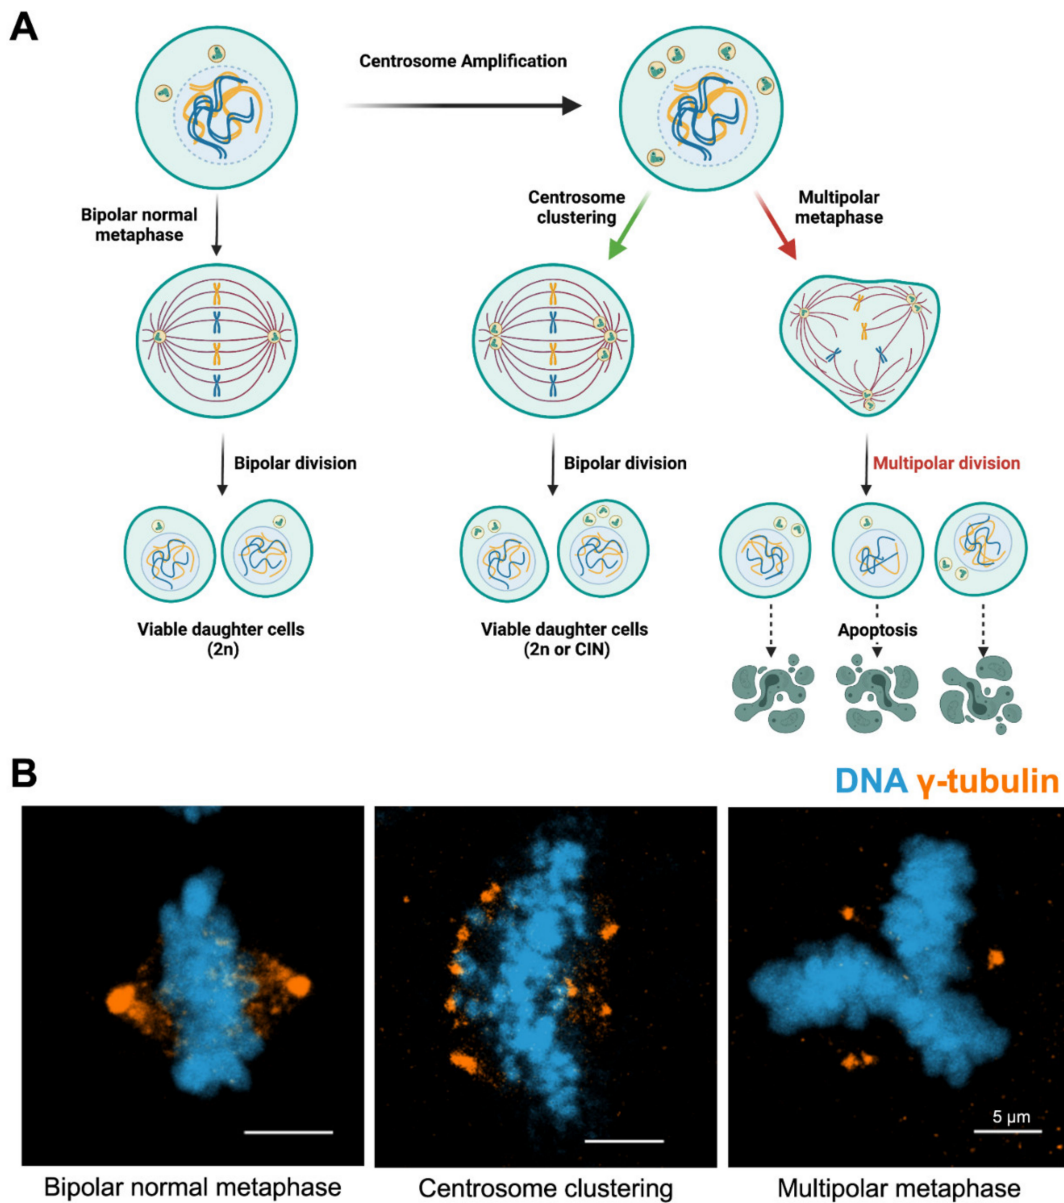 A
Centrosome Amplification
Bipolar normal
metaphase
Centrosome
clustering
Multipolar
metaphase
Bipolar division
Bipolar division
Multipolar division
Viable daughter cells
(2n)
Viable daughter cells
(2n or CIN)
Apoptosis
B
DNA γ-tubulin
5 μm
Bipolar normal metaphase
Centrosome clustering
Multipolar metaphase